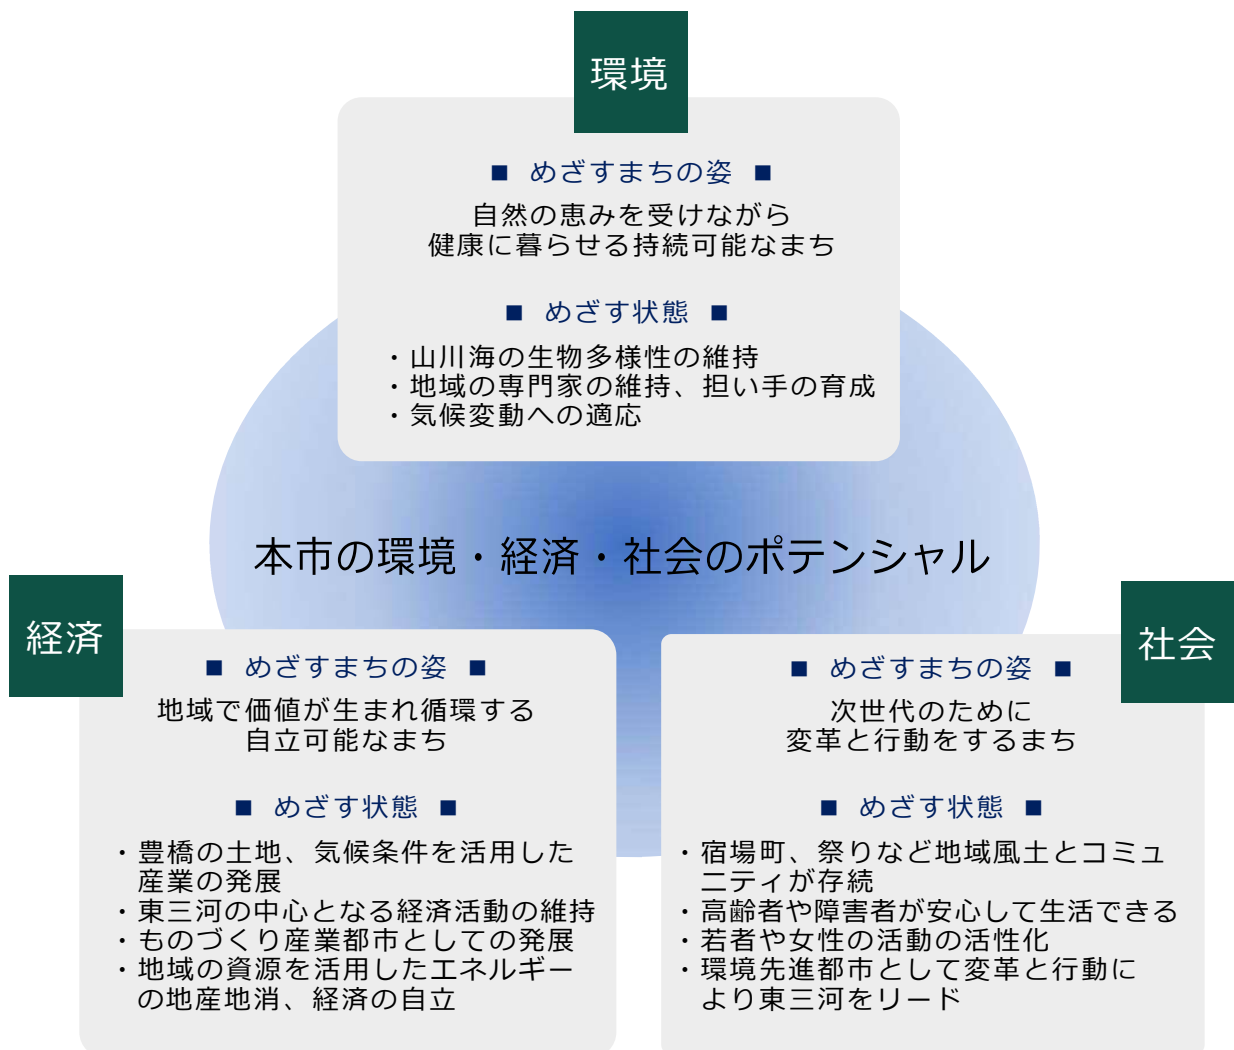 環境
■ めざすまちの姿 ■
自然の恵みを受けながら
健康に暮らせる持続可能なまち
■ めざす状態 ■
・山川海の生物多様性の維持
・地域の専門家の維持、担い手の育成
・気候変動への適応
本市の環境・経済・社会のポテンシャル
経済
■ めざすまちの姿 ■
地域で価値が生まれ循環する
自立可能なまち
■ めざす状態 ■
・豊橋の土地、気候条件を活用した
産業の発展
・東三河の中心となる経済活動の維持
・ものづくり産業都市としての発展
・地域の資源を活用したエネルギー
の地産地消、経済の自立
社会
■ めざすまちの姿 ■
次世代のために
変革と行動をするまち
■ めざす状態 ■
・宿場町、祭りなど地域風土とコミュ
ニティが存続
・高齢者や障害者が安心して生活できる
・若者や女性の活動の活性化
・環境先進都市として変革と行動に
より東三河をリード